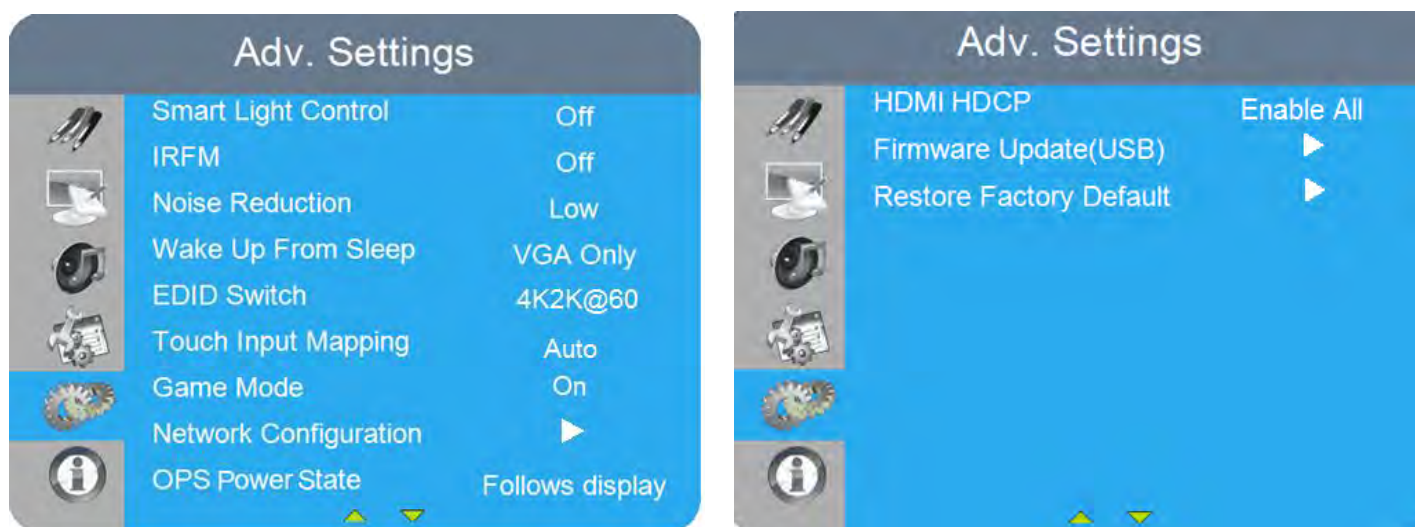 Adv. Settings
Smart Light Control Off
IRFM Off
Noise Reduction Low
Wake Up From Sleep VGA Only
EDID Switch 4K2K@60
Touch Input Mapping Auto
Game Mode On
Network Configuration
OPS Power State Follows display
Adv. Settings
HDMI HDCP Enable All
Firmware Update(USB)
Restore Factory Default